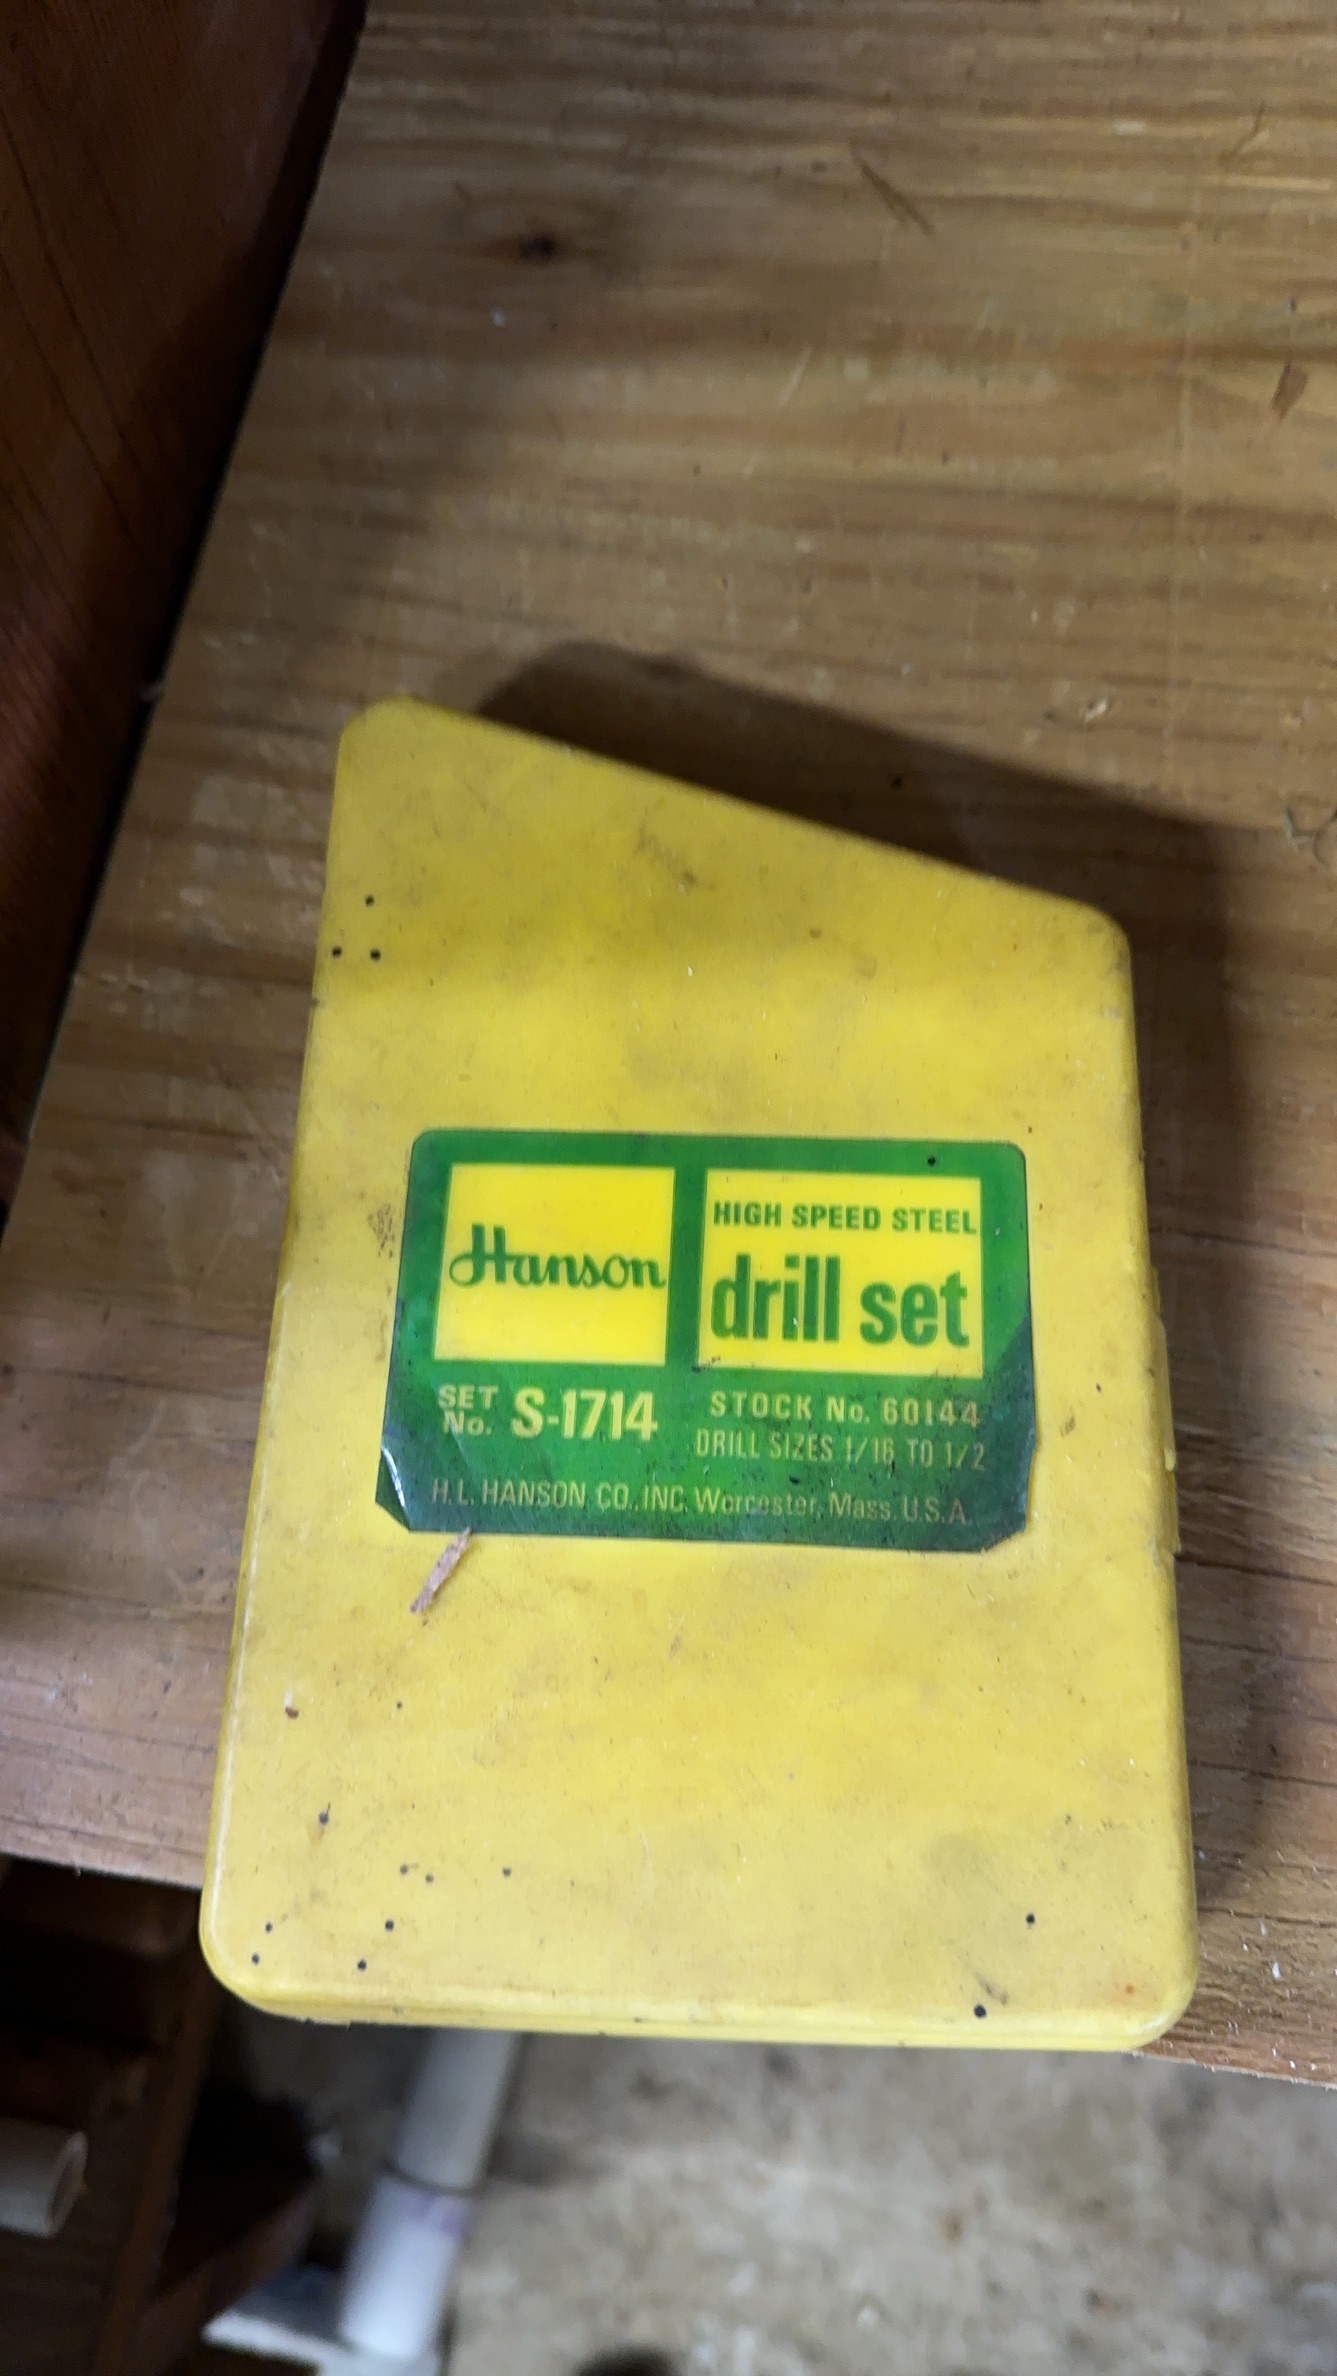 Hanson
HIGH SPEED STEEL
drill set
SET No. S-1714
STOCK No. 60144
DRILL SIZES 1/16 TO 1/2
H.L. HANSON CO., INC. Worcester, Mass. U.S.A.